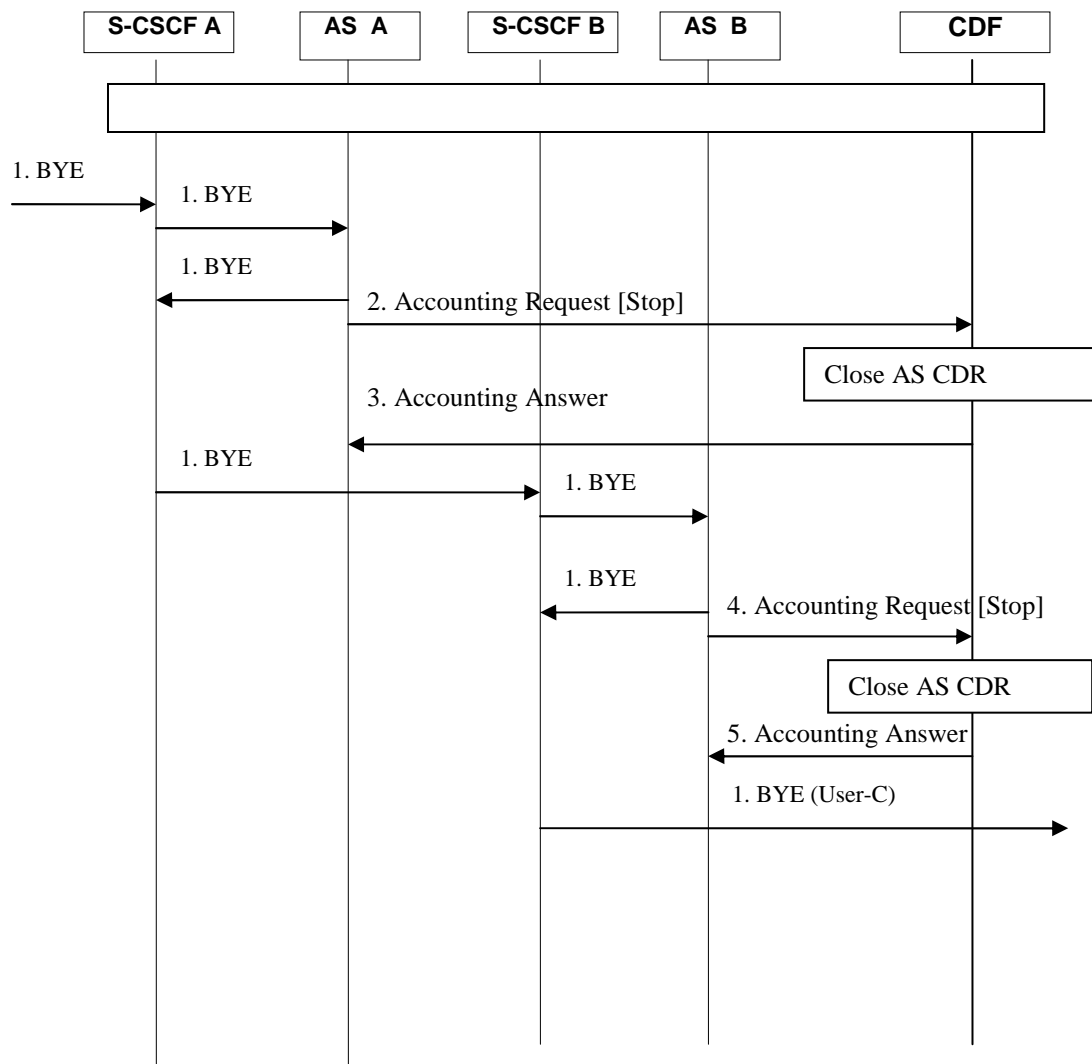 S-CSCF A
AS A
S-CSCF B
AS B
CDF
1. BYE
1. BYE
1. BYE
2. Accounting Request [Stop]
Close AS CDR
3. Accounting Answer
1. BYE
1. BYE
1. BYE
4. Accounting Request [Stop]
Close AS CDR
5. Accounting Answer
1. BYE (User-C)